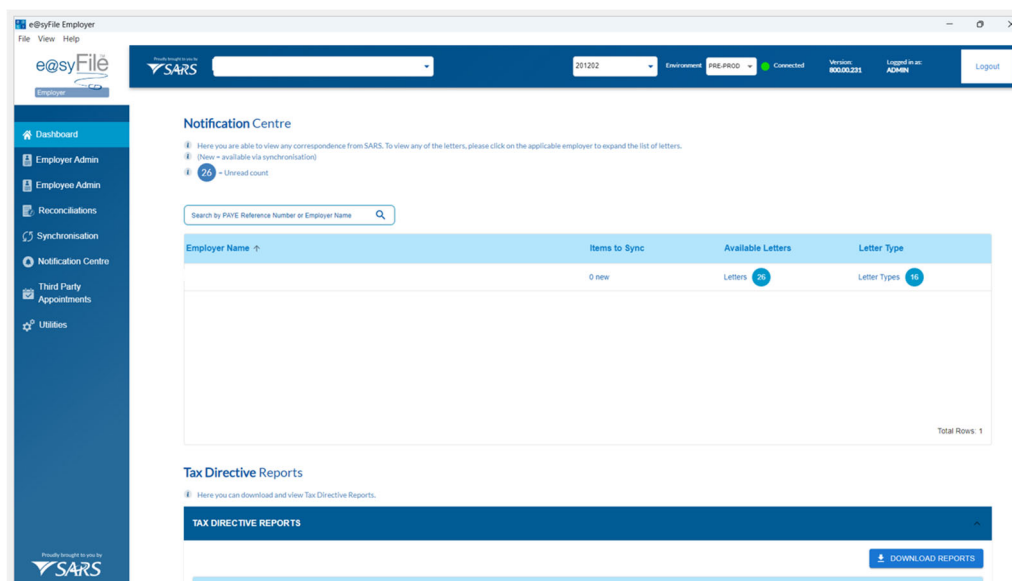 e@syFile Employer
File View Help
e@syFile
Employer
Proudly brought to you by
SARS
201202
Environment PRE-PROD Connected
Version: 800.00.231
Logged in as: ADMIN
Logout
Dashboard
Employer Admin
Employee Admin
Reconciliations
Synchronisation
Notification Centre
Third Party
Appointments
Utilities
Proudly brought to you by
SARS
Notification Centre
Here you are able to view any correspondence from SARS. To view any of the letters, please click on the applicable employer to expand the list of letters.
(New = available via synchronisation)
26 = Unread count
Search by PAYE Reference Number or Employer Name
Employer Name Items to Sync Available Letters Letter Type
0 new Letters 26 Letter Types 16
Total Rows: 1
Tax Directive Reports
Here you can download and view Tax Directive Reports.
TAX DIRECTIVE REPORTS
DOWNLOAD REPORTS